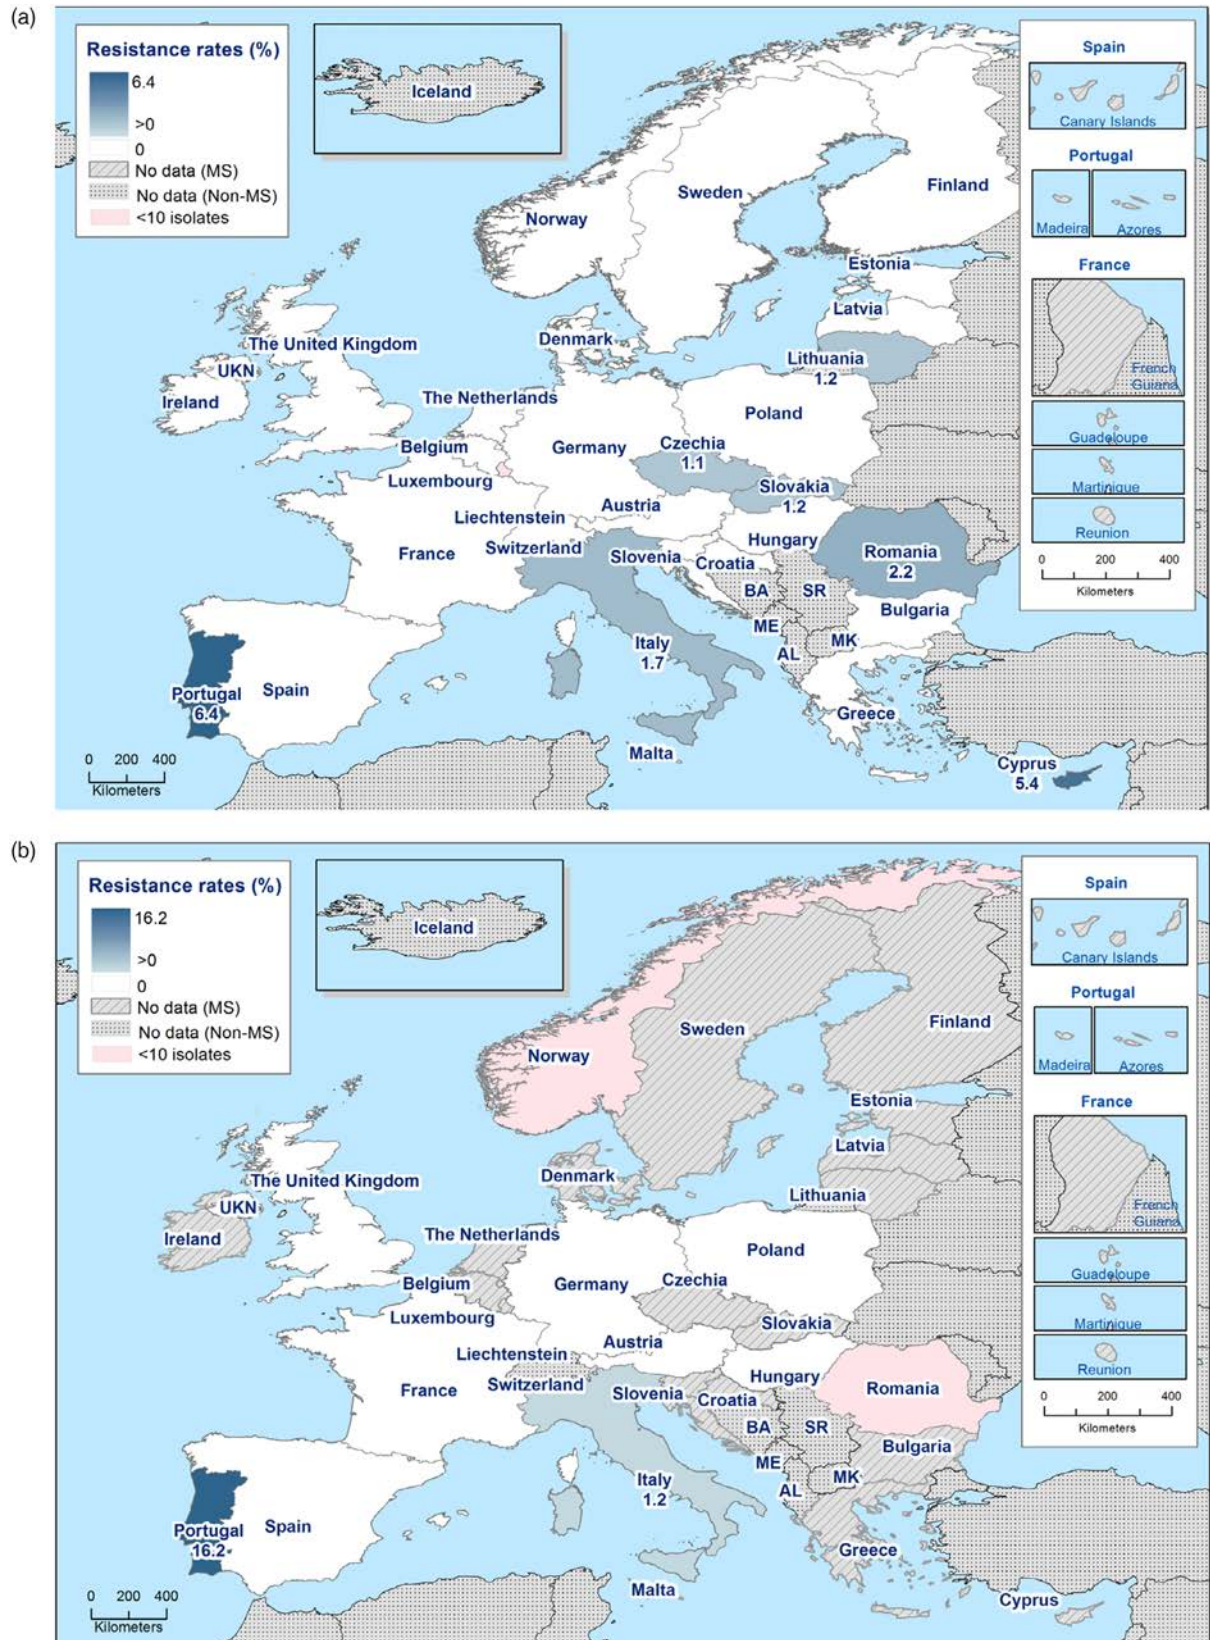 (a)
Resistance rates (%)
6.4
>0
0
No data (MS)
No data (Non-MS)
<10 isolates
Iceland
Spain
Canary Islands
Portugal
Madeira
Azores
France
French
Guiana
Guadeloupe
Martinique
Reunion
0 200 400
Kilometers
Norway
Sweden
Finland
Estonia
Latvia
Lithuania
1.2
Denmark
The United Kingdom
UKN
Ireland
The Netherlands
Belgium
Luxembourg
Germany
Poland
Czechia
1.1
Slovakia
1.2
Austria
Liechtenstein
Switzerland
France
Slovenia
Croatia
Hungary
Romania
2.2
BA
SR
Bulgaria
ME
MK
AL
Italy
1.7
Portugal
6.4
Spain
Greece
Malta
Cyprus
5.4
0 200 400
Kilometers
(b)
Resistance rates (%)
16.2
>0
0
No data (MS)
No data (Non-MS)
<10 isolates
Iceland
Spain
Canary Islands
Portugal
Madeira
Azores
France
French
Guiana
Guadeloupe
Martinique
Reunion
0 200 400
Kilometers
Norway
Sweden
Finland
Estonia
Latvia
Lithuania
Denmark
The United Kingdom
UKN
Ireland
The Netherlands
Belgium
Luxembourg
Germany
Poland
Czechia
Slovakia
Austria
Liechtenstein
Switzerland
France
Slovenia
Croatia
Hungary
Romania
BA
SR
Bulgaria
ME
MK
AL
Italy
1.2
Portugal
16.2
Spain
Greece
Malta
Cyprus
0 200 400
Kilometers